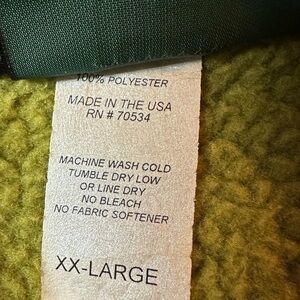 100% POLYESTER
MADE IN THE USA
RN # 70534
MACHINE WASH COLD
TUMBLE DRY LOW
OR LINE DRY
NO BLEACH
NO FABRIC SOFTENER
XX-LARGE